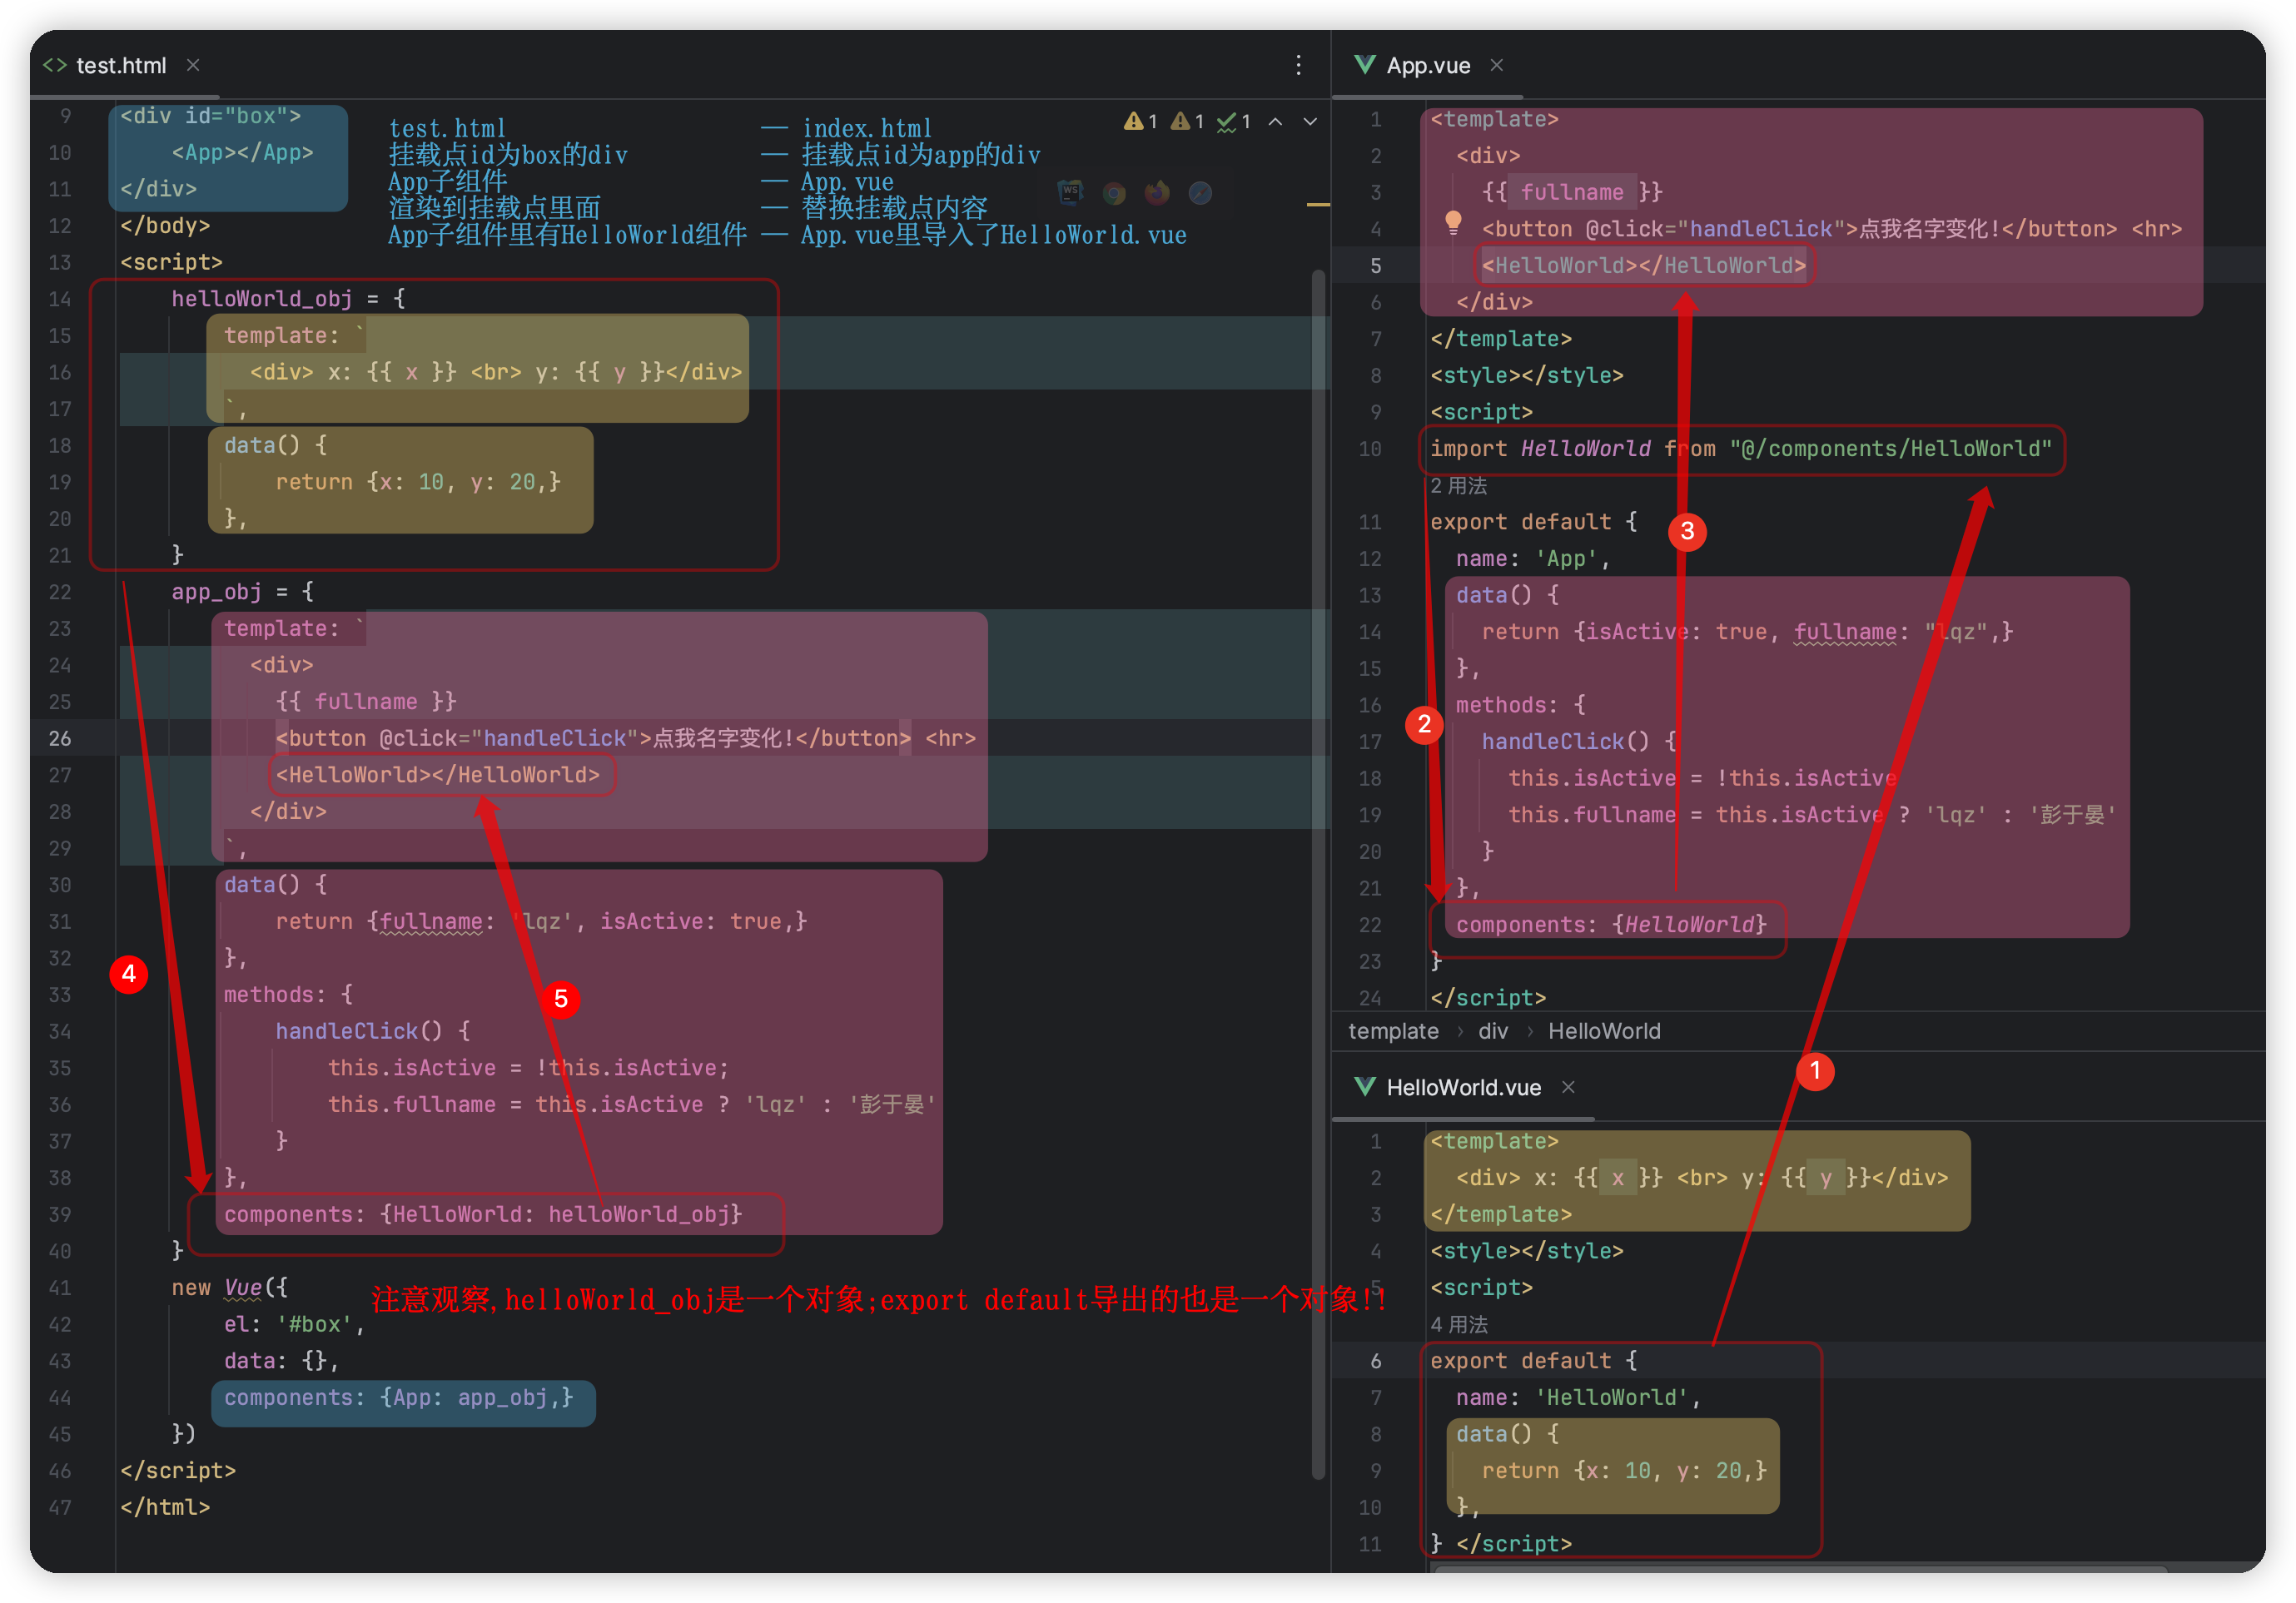 test.html
9 <div id="box">
10     <App></App>
11 </div>
12 </body>
13 <script>
14     helloWorld_obj = {
15         template: `
16           <div> x: {{ x }} <br> y: {{ y }}</div>
17         `,
18         data() {
19             return {x: 10, y: 20,}
20         },
21     }
22     app_obj = {
23         template: `
24           <div>
25             {{ fullname }}
26             <button @click="handleClick">点我名字变化!</button> <hr>
27             <HelloWorld></HelloWorld>
28           </div>
29         `,
30         data() {
31             return {fullname: 'lqz', isActive: true,}
32         },
33         methods: {
34             handleClick() {
35                 this.isActive = !this.isActive;
36                 this.fullname = this.isActive ? 'lqz' : '彭于晏'
37             }
38         },
39         components: {HelloWorld: helloWorld_obj}
40     }
41     new Vue({
42         el: '#box',
43         data: {},
44         components: {App: app_obj,}
45     })
46 </script>
47 </html>
test.html — index.html
挂载点id为box的div — 挂载点id为app的div
App子组件 — App.vue
渲染到挂载点里面 — 替换挂载点内容
App子组件里有HelloWorld组件 — App.vue里导入了HelloWorld.vue
1 1 1
WS
4
5
注意观察,helloWorld_obj是一个对象;export default导出的也是一个对象!!
App.vue
1 <template>
2   <div>
3     {{ fullname }}
4     <button @click="handleClick">点我名字变化!</button> <hr>
5     <HelloWorld></HelloWorld>
6   </div>
7 </template>
8 <style></style>
9 <script>
10 import HelloWorld from "@/components/HelloWorld"
2 用法
11 export default {
12   name: 'App',
13   data() {
14     return {isActive: true, fullname: "lqz",}
15   },
16   methods: {
17     handleClick() {
18       this.isActive = !this.isActive
19       this.fullname = this.isActive ? 'lqz' : '彭于晏'
20     }
21   },
22   components: {HelloWorld}
23 }
24 </script>
3
2
1
template › div › HelloWorld
HelloWorld.vue
1 <template>
2   <div> x: {{ x }} <br> y: {{ y }}</div>
3 </template>
4 <style></style>
5 <script>
4 用法
6 export default {
7   name: 'HelloWorld',
8   data() {
9     return {x: 10, y: 20,}
10   },
11 } </script>